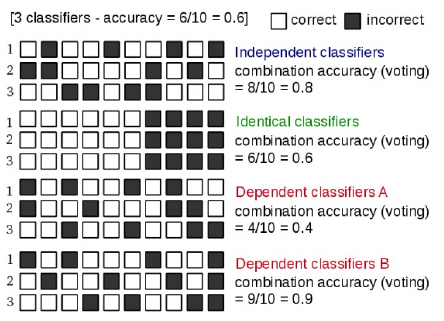 [3 classifiers - accuracy = 6/10 = 0.6] correct incorrect
1 Independent classifiers
2 combination accuracy (voting)
3 = 8/10 = 0.8
1 Identical classifiers
2 combination accuracy (voting)
3 = 6/10 = 0.6
1 Dependent classifiers A
2 combination accuracy (voting)
3 = 4/10 = 0.4
1 Dependent classifiers B
2 combination accuracy (voting)
3 = 9/10 = 0.9